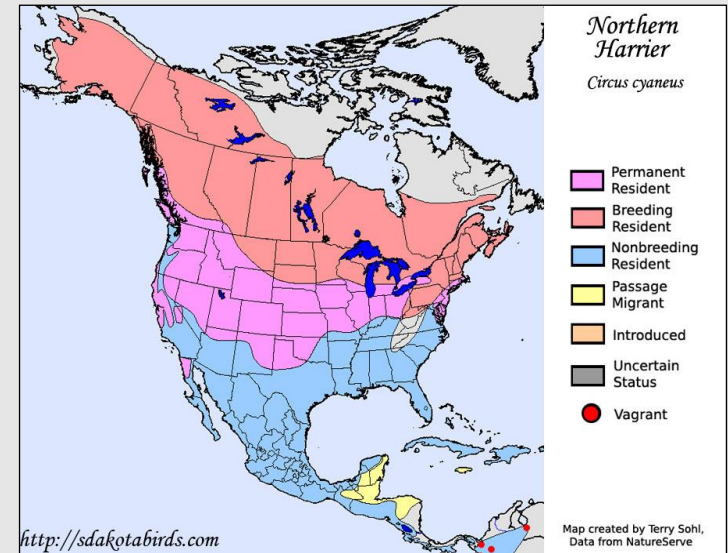 Northern
Harrier
Circus cyaneus
Permanent
Resident
Breeding
Resident
Nonbreeding
Resident
Passage
Migrant
Introduced
Uncertain
Status
Vagrant
http://sdakotabirds.com
Map created by Terry Sohl,
Data from NatureServe